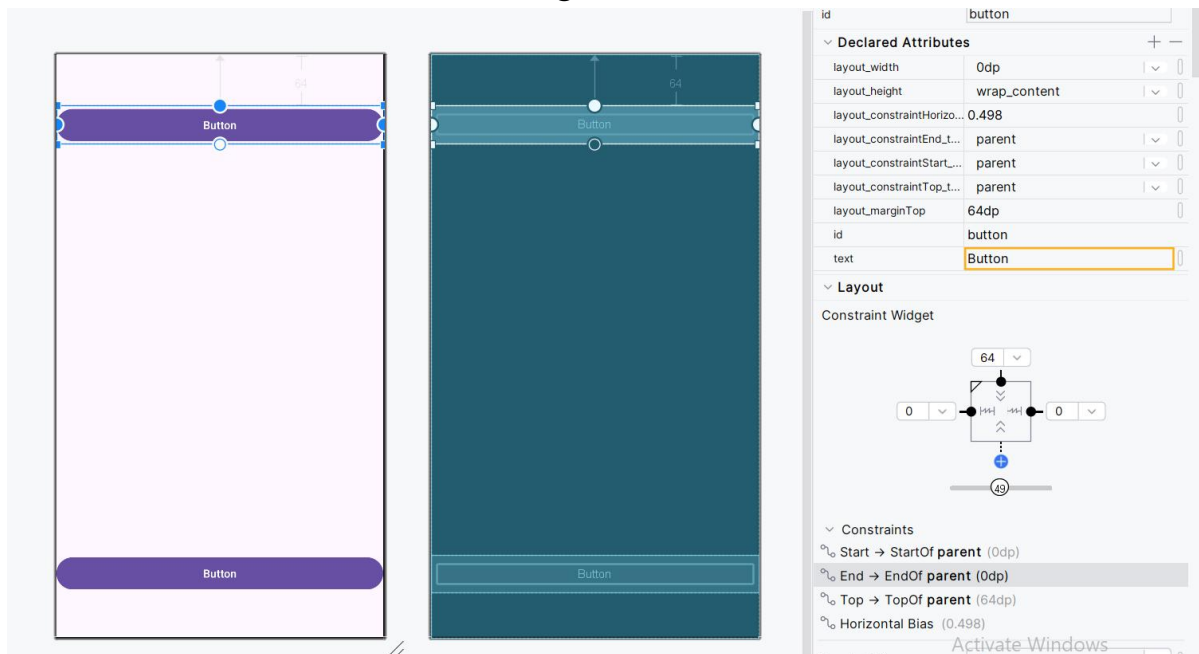 id button
Declared Attributes
layout_width 0dp
layout_height wrap_content
layout_constraintHorizo... 0.498
layout_constraintEnd_t... parent
layout_constraintStart_... parent
layout_constraintTop_t... parent
layout_marginTop 64dp
id button
text Button
Layout
Constraint Widget
64
0 0
49
Constraints
Start → StartOf parent (0dp)
End → EndOf parent (0dp)
Top → TopOf parent (64dp)
Horizontal Bias (0.498)
Activate Windows
64 64
Button Button
Button Button